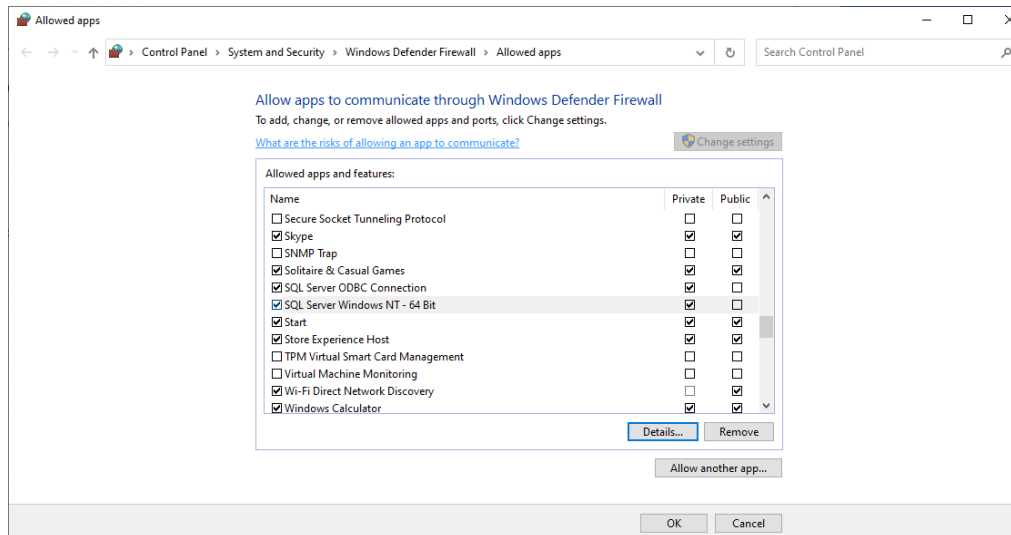 Allowed apps
Control Panel > System and Security > Windows Defender Firewall > Allowed apps
Search Control Panel
Allow apps to communicate through Windows Defender Firewall
To add, change, or remove allowed apps and ports, click Change settings.
What are the risks of allowing an app to communicate?
Change settings
Allowed apps and features:
Name Private Public
Secure Socket Tunneling Protocol
Skype
SNMP Trap
Solitaire & Casual Games
SQL Server ODBC Connection
SQL Server Windows NT - 64 Bit
Start
Store Experience Host
TPM Virtual Smart Card Management
Virtual Machine Monitoring
Wi-Fi Direct Network Discovery
Windows Calculator
Details... Remove
Allow another app...
OK Cancel